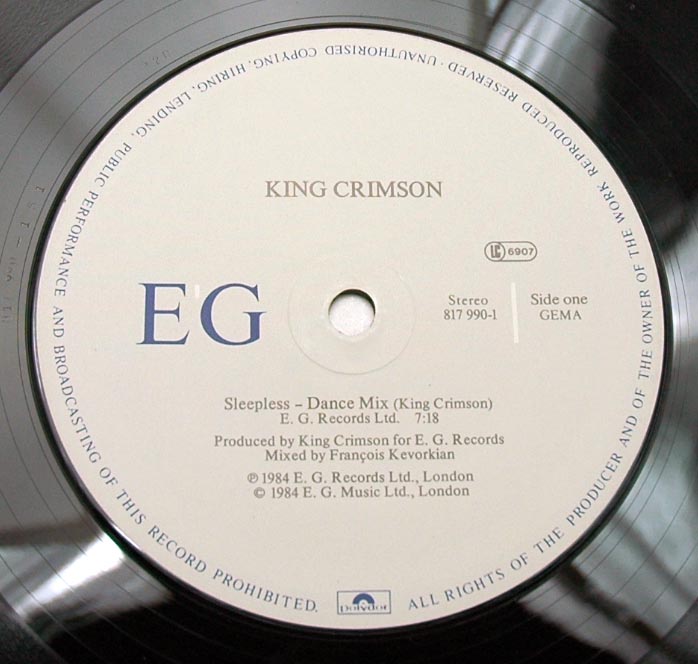 KING CRIMSON
LC 6907
EG
Stereo
817 990-1
Side one
GEMA
Sleepless – Dance Mix (King Crimson)
E. G. Records Ltd. 7:18
Produced by King Crimson for E. G. Records
Mixed by François Kevorkian
℗ 1984 E. G. Records Ltd., London
© 1984 E. G. Music Ltd., London
Polydor
ALL RIGHTS OF THE PRODUCER AND OF THE OWNER OF THE WORK REPRODUCED RESERVED · UNAUTHORISED COPYING, HIRING, LENDING, PUBLIC PERFORMANCE AND BROADCASTING OF THIS RECORD PROHIBITED.